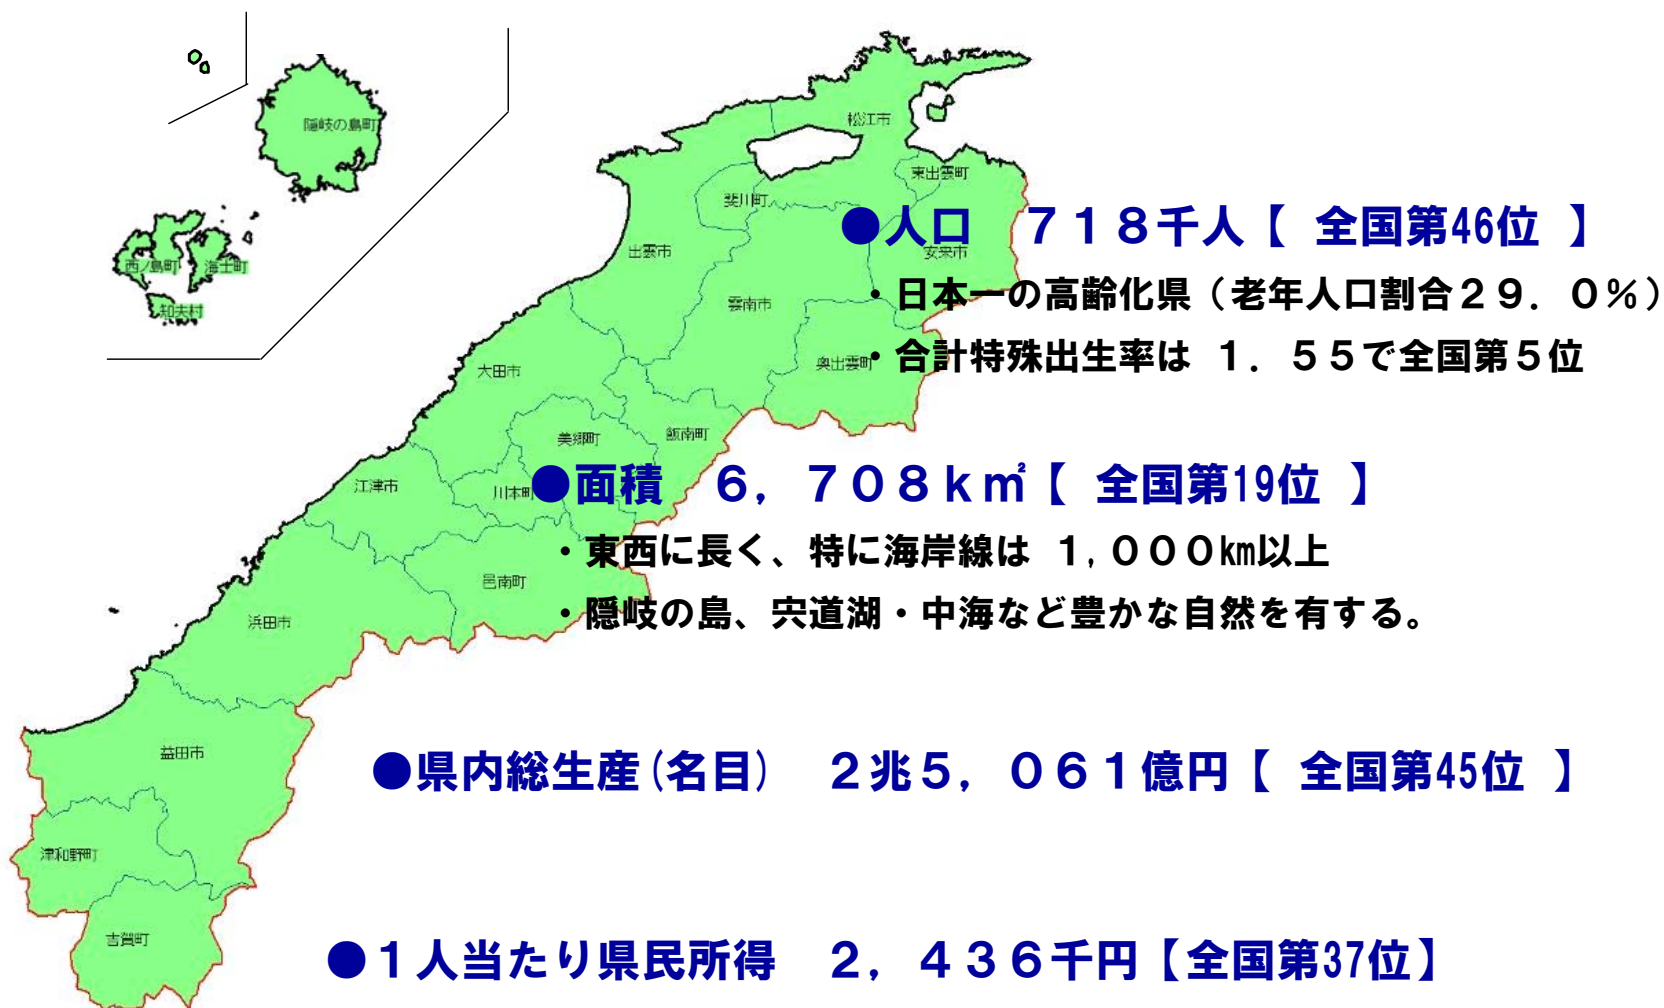 隠岐の島町
松江市
東出雲町
斐川町
●人口　７１８千人【 全国第46位 】
出雲市
安来市
西ノ島町
海士町
・日本一の高齢化県（老年人口割合２９．０％）
雲南市
知夫村
・合計特殊出生率は １．５５で全国第５位
奥出雲町
大田市
美郷町
飯南町
●面積　６，７０８ｋ㎡【 全国第19位 】
江津市
川本町
・東西に長く、特に海岸線は １,０００㎞以上
邑南町
・隠岐の島、宍道湖・中海など豊かな自然を有する。
浜田市
益田市
●県内総生産(名目)　２兆５，０６１億円【 全国第45位 】
津和野町
吉賀町
●１人当たり県民所得　２，４３６千円【全国第37位】